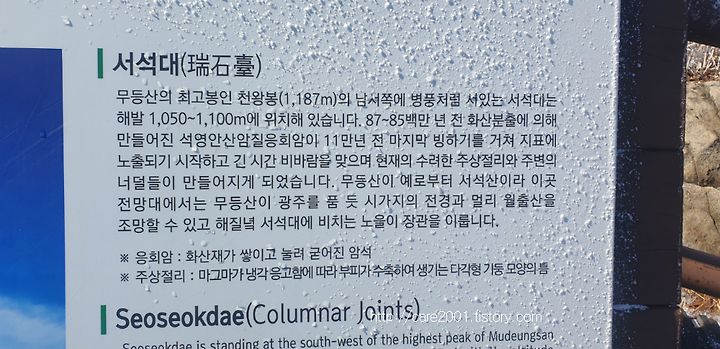 서석대(瑞石臺)
무등산의 최고봉인 천왕봉(1,187m)의 남서쪽에 병풍처럼 서있는 서석대는
해발 1,050~1,100m에 위치해 있습니다. 87~85백만 년 전 화산분출에 의해
만들어진 석영안산암질응회암이 11만년 전 마지막 빙하기를 거쳐 지표에
노출되기 시작하고 긴 시간 비바람을 맞으며 현재의 수려한 주상절리와 주변의
너덜들이 만들어지게 되었습니다. 무등산이 예로부터 서석산이라 이곳
전망대에서는 무등산이 광주를 품 듯 시가지의 전경과 멀리 월출산을
조망할 수 있고 해질녘 서석대에 비치는 노을이 장관을 이룹니다.
※ 응회암 : 화산재가 쌓이고 눌려 굳어진 암석
※ 주상절리 : 마그마가 냉각 응고함에 따라 부피가 수축하여 생기는 다각형 기둥 모양의 틈
Seoseokdae(Columnar Joints)
care2001.tistory.com
Seoseokdae is standing at the south-west of the highest peak of Mudeungsan